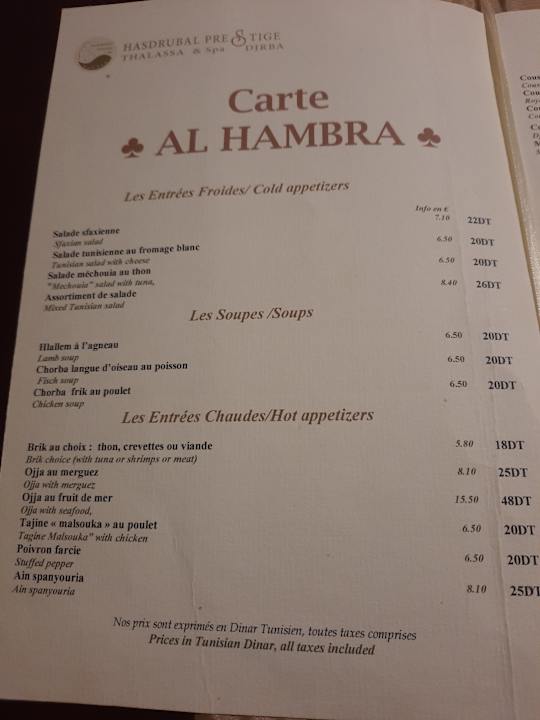 HASDRUBAL PRESTIGE
THALASSA & Spa DJRBA
Carte
♣ AL HAMBRA ♣
Les Entrées Froides/ Cold appetizers
Info en €
Salade sfaxienne 7.10 22DT
Sfaxian salad
Salade tunisienne au fromage blanc 6.50 20DT
Tunisian salad with cheese
Salade méchouia au thon 6.50 20DT
"Mechouia" salad with tuna,
Assortiment de salade 8.40 26DT
Mixed Tunisian salad
Les Soupes /Soups
Hlallem à l'agneau 6.50 20DT
Lamb soup
Chorba langue d'oiseau au poisson 6.50 20DT
Fisch soup
Chorba frik au poulet 6.50 20DT
Chicken soup
Les Entrées Chaudes/Hot appetizers
Brik au choix : thon, crevettes ou viande 5.80 18DT
Brik choice (with tuna or shrimps or meat)
Ojja au merguez 8.10 25DT
Ojja with merguez
Ojja au fruit de mer 15.50 48DT
Ojja with seafood,
Tajine « malsouka » au poulet 6.50 20DT
Tagine Malsouka" with chicken
Poivron farcie 6.50 20DT
Stuffed pepper
Ain spanyouria 8.10 25DT
Ain spanyouria
Nos prix sont exprimés en Dinar Tunisien, toutes taxes comprises
Prices in Tunisian Dinar, all taxes included